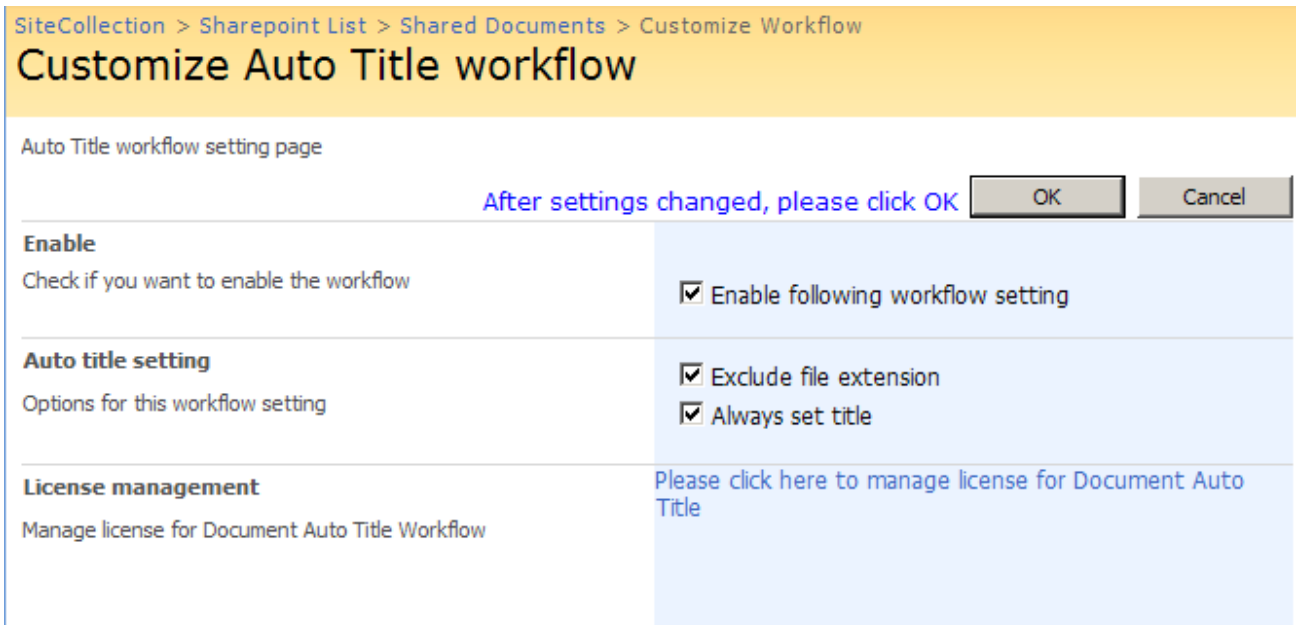 SiteCollection > Sharepoint List > Shared Documents > Customize Workflow
Customize Auto Title workflow
Auto Title workflow setting page
After settings changed, please click OK OK Cancel
Enable
Check if you want to enable the workflow
Enable following workflow setting
Auto title setting
Options for this workflow setting
Exclude file extension
Always set title
License management
Manage license for Document Auto Title Workflow
Please click here to manage license for Document Auto
Title